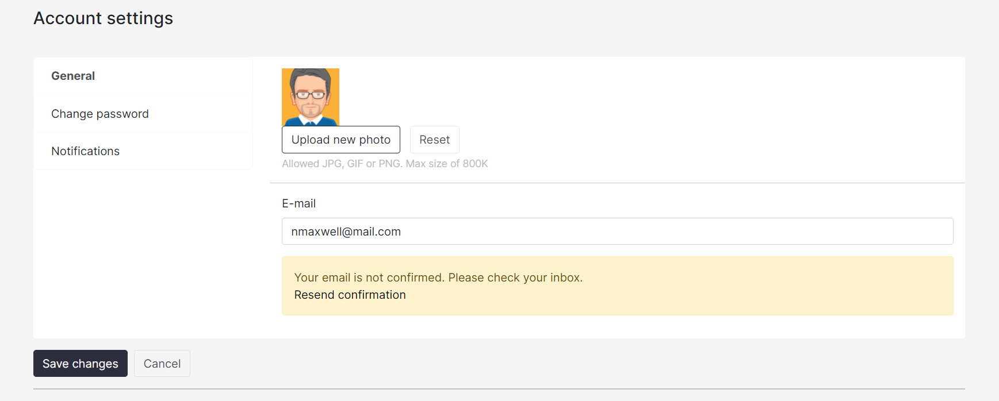 Account settings
General
Change password
Notifications
Upload new photo
Reset
Allowed JPG, GIF or PNG. Max size of 800K
E-mail
nmaxwell@mail.com
Your email is not confirmed. Please check your inbox.
Resend confirmation
Save changes
Cancel